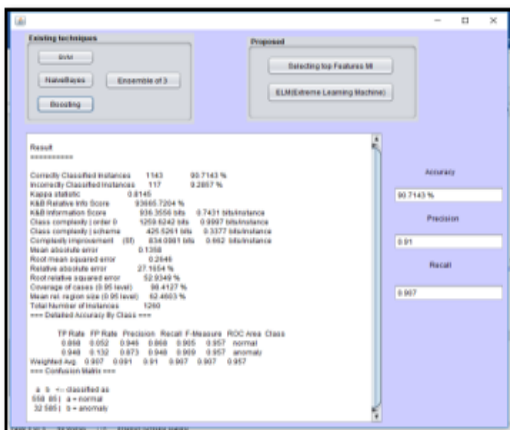 Existing techniques
SVM
NaiveBayes
Ensemble of 3
Boosting
Proposed
Selecting top Features MI
ELM(Extreme Learning Machine)
Result
==========
Correctly Classified Instances 1143 90.7143 %
Incorrectly Classified Instances 117 9.2857 %
Kappa statistic 0.8145
K&B Relative Info Score 93665.7204 %
K&B Information Score 936.3556 bits 0.7431 bits/instance
Class complexity | order 0 1259.6242 bits 0.9997 bits/instance
Class complexity | scheme 425.5261 bits 0.3377 bits/instance
Complexity improvement (Sf) 834.0981 bits 0.662 bits/instance
Mean absolute error 0.1358
Root mean squared error 0.2646
Relative absolute error 27.1654 %
Root relative squared error 52.9349 %
Coverage of cases (0.95 level) 98.4127 %
Mean rel. region size (0.95 level) 62.4603 %
Total Number of Instances 1260
=== Detailed Accuracy By Class ===
TP Rate FP Rate Precision Recall F-Measure ROC Area Class
0.868 0.052 0.946 0.868 0.905 0.957 normal
0.948 0.132 0.873 0.948 0.909 0.957 anomaly
Weighted Avg. 0.907 0.091 0.91 0.907 0.907 0.957
=== Confusion Matrix ===
a b <-- classified as
558 85 | a = normal
32 585 | b = anomaly
Accuracy
90.7143 %
Precision
0.91
Recall
0.907